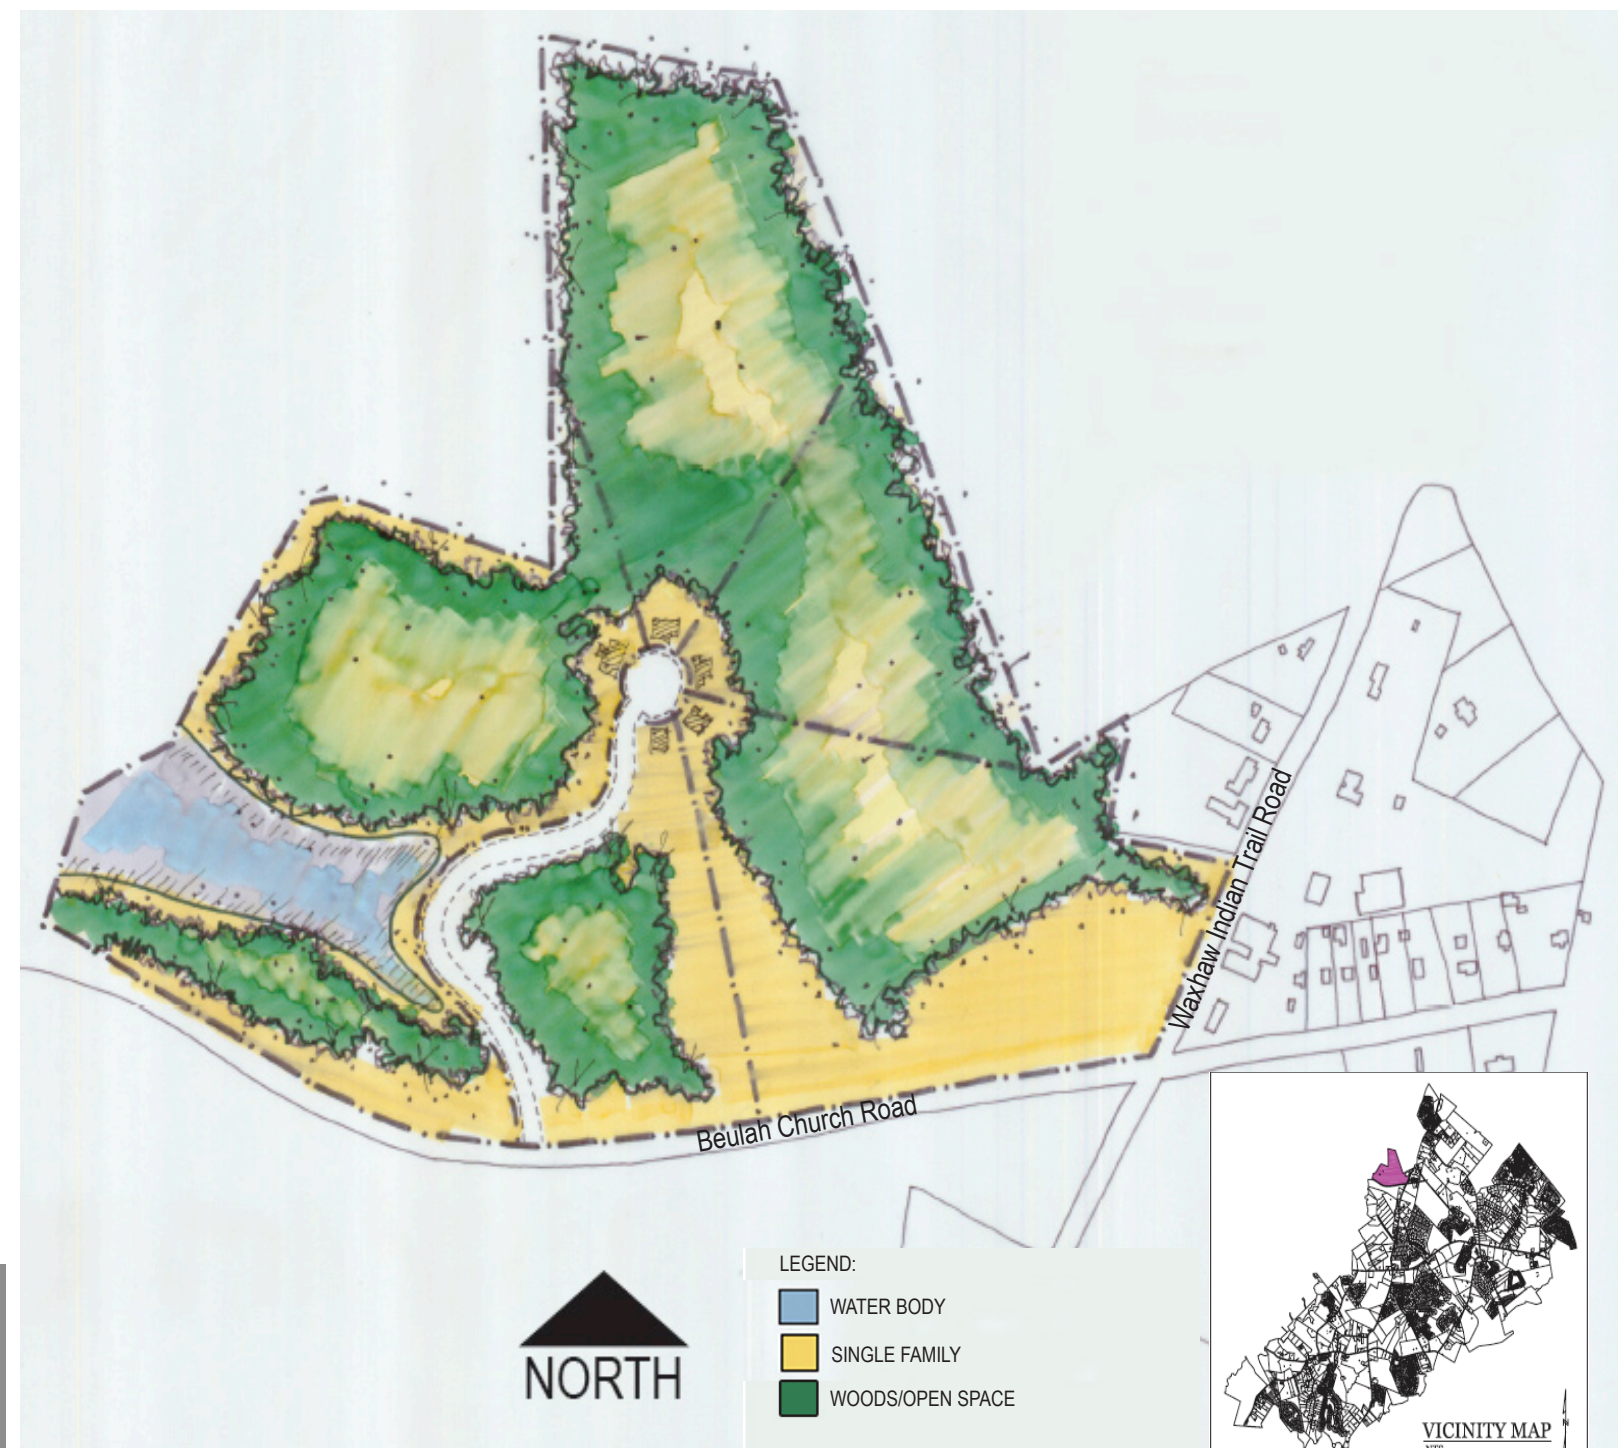 Waxhaw Indian Trail Road
Beulah Church Road
NORTH
LEGEND:
WATER BODY
SINGLE FAMILY
WOODS/OPEN SPACE
VICINITY MAP